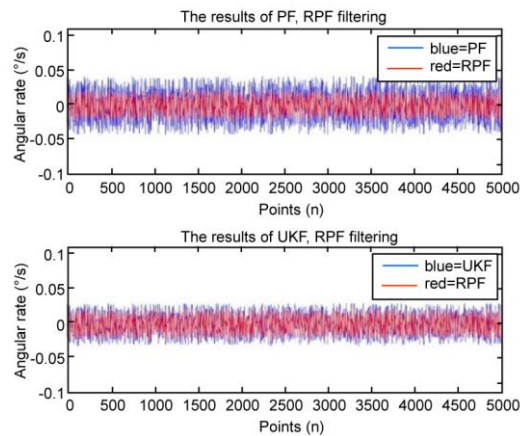 The results of PF, RPF filtering
Angular rate (°/s)
0.1
0.05
0
-0.05
-0.1
blue=PF
red=RPF
0 500 1000 1500 2000 2500 3000 3500 4000 4500 5000
Points (n)
The results of UKF, RPF filtering
Angular rate (°/s)
0.1
0.05
0
-0.05
-0.1
blue=UKF
red=RPF
0 500 1000 1500 2000 2500 3000 3500 4000 4500 5000
Points (n)